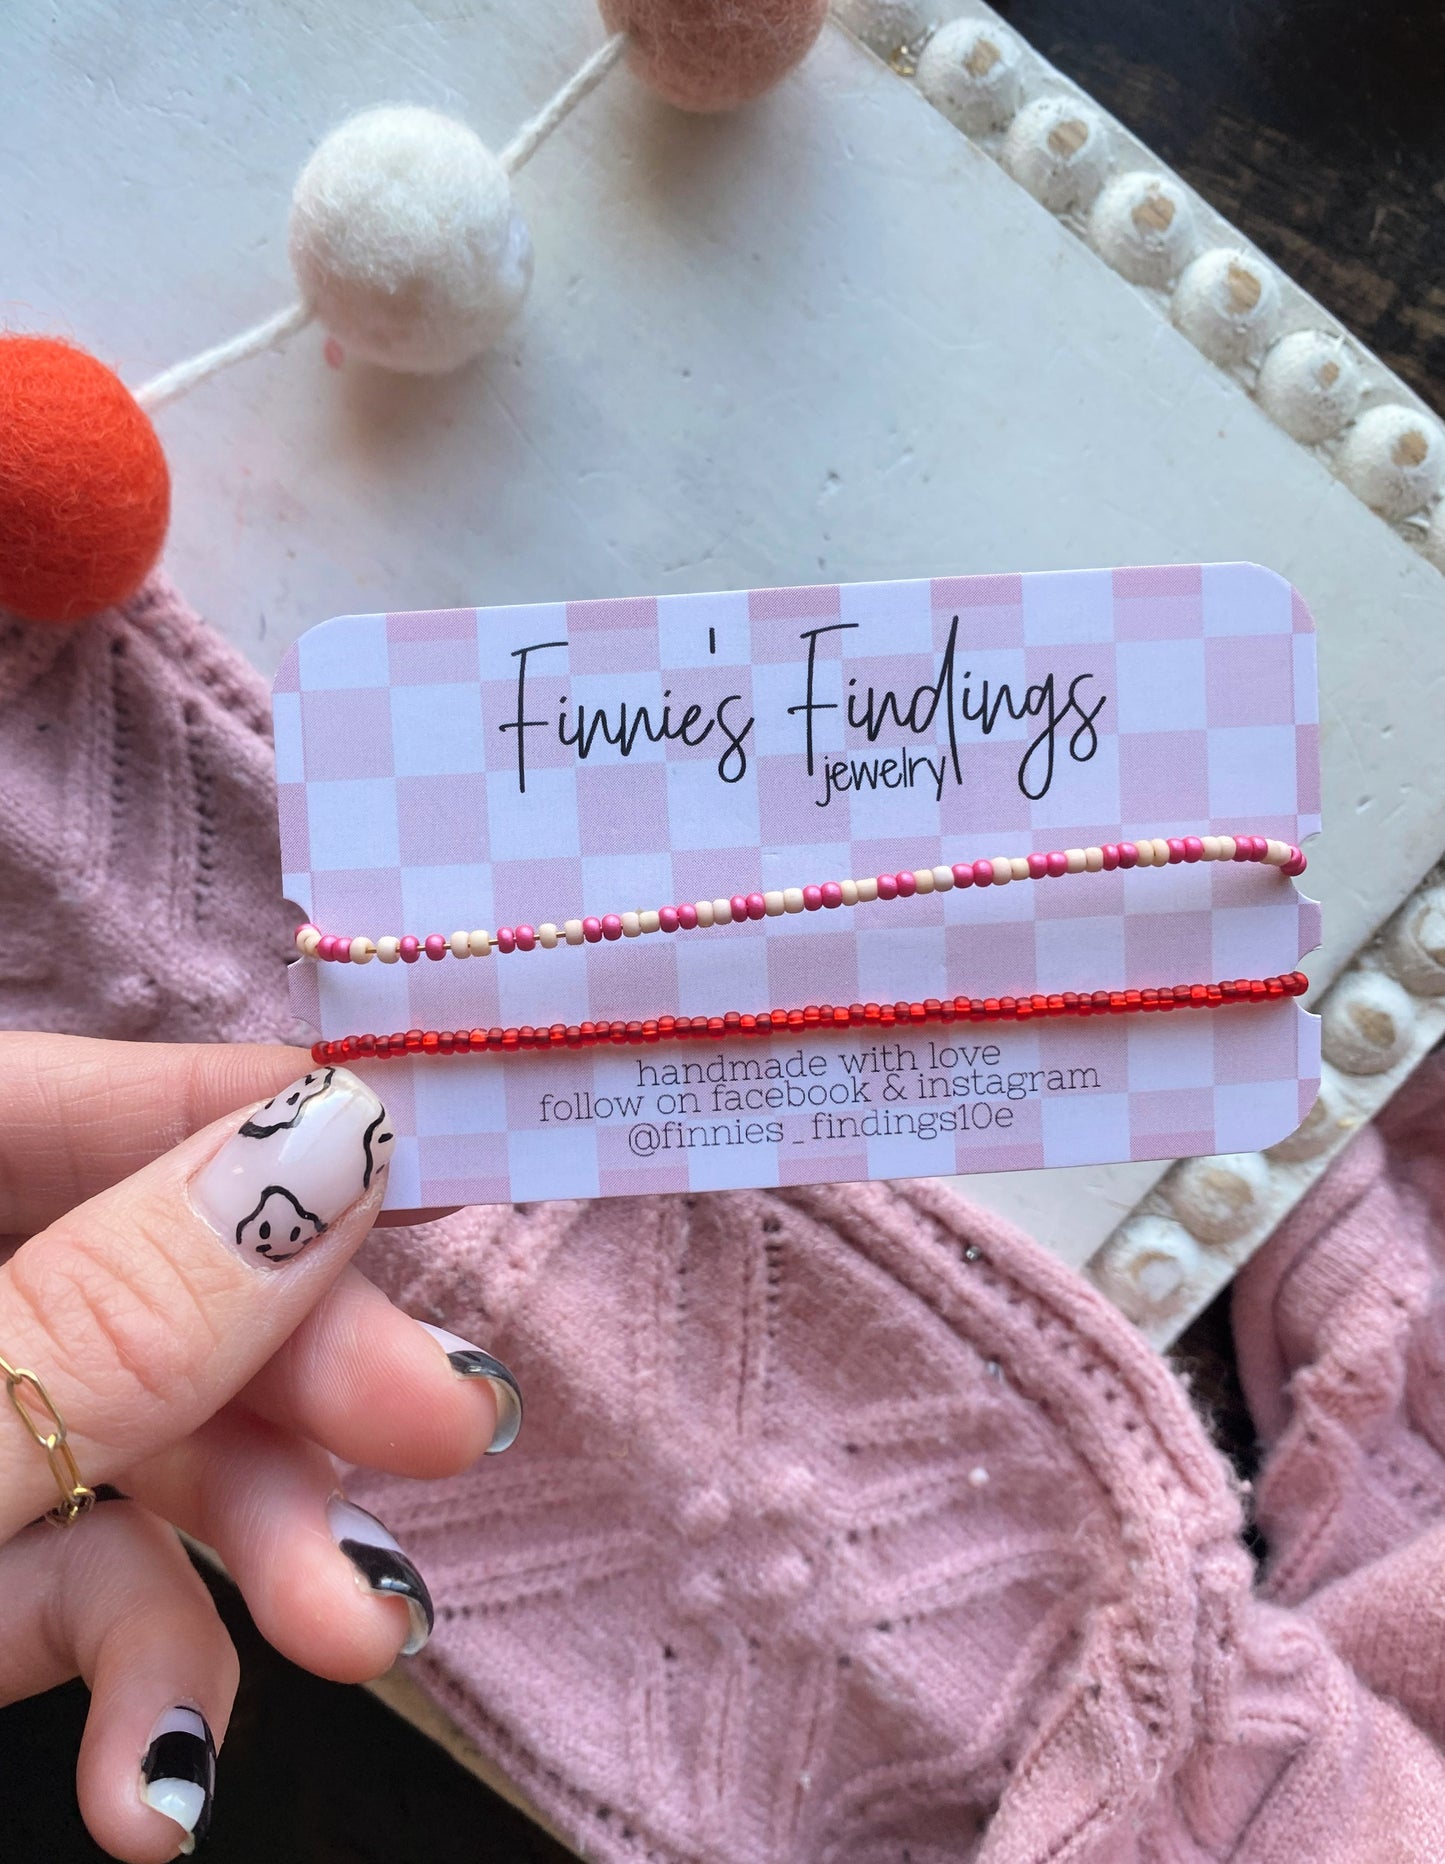 Finnie's Findings
jewelry
handmade with love
follow on facebook & instagram
@finnies_findings10e